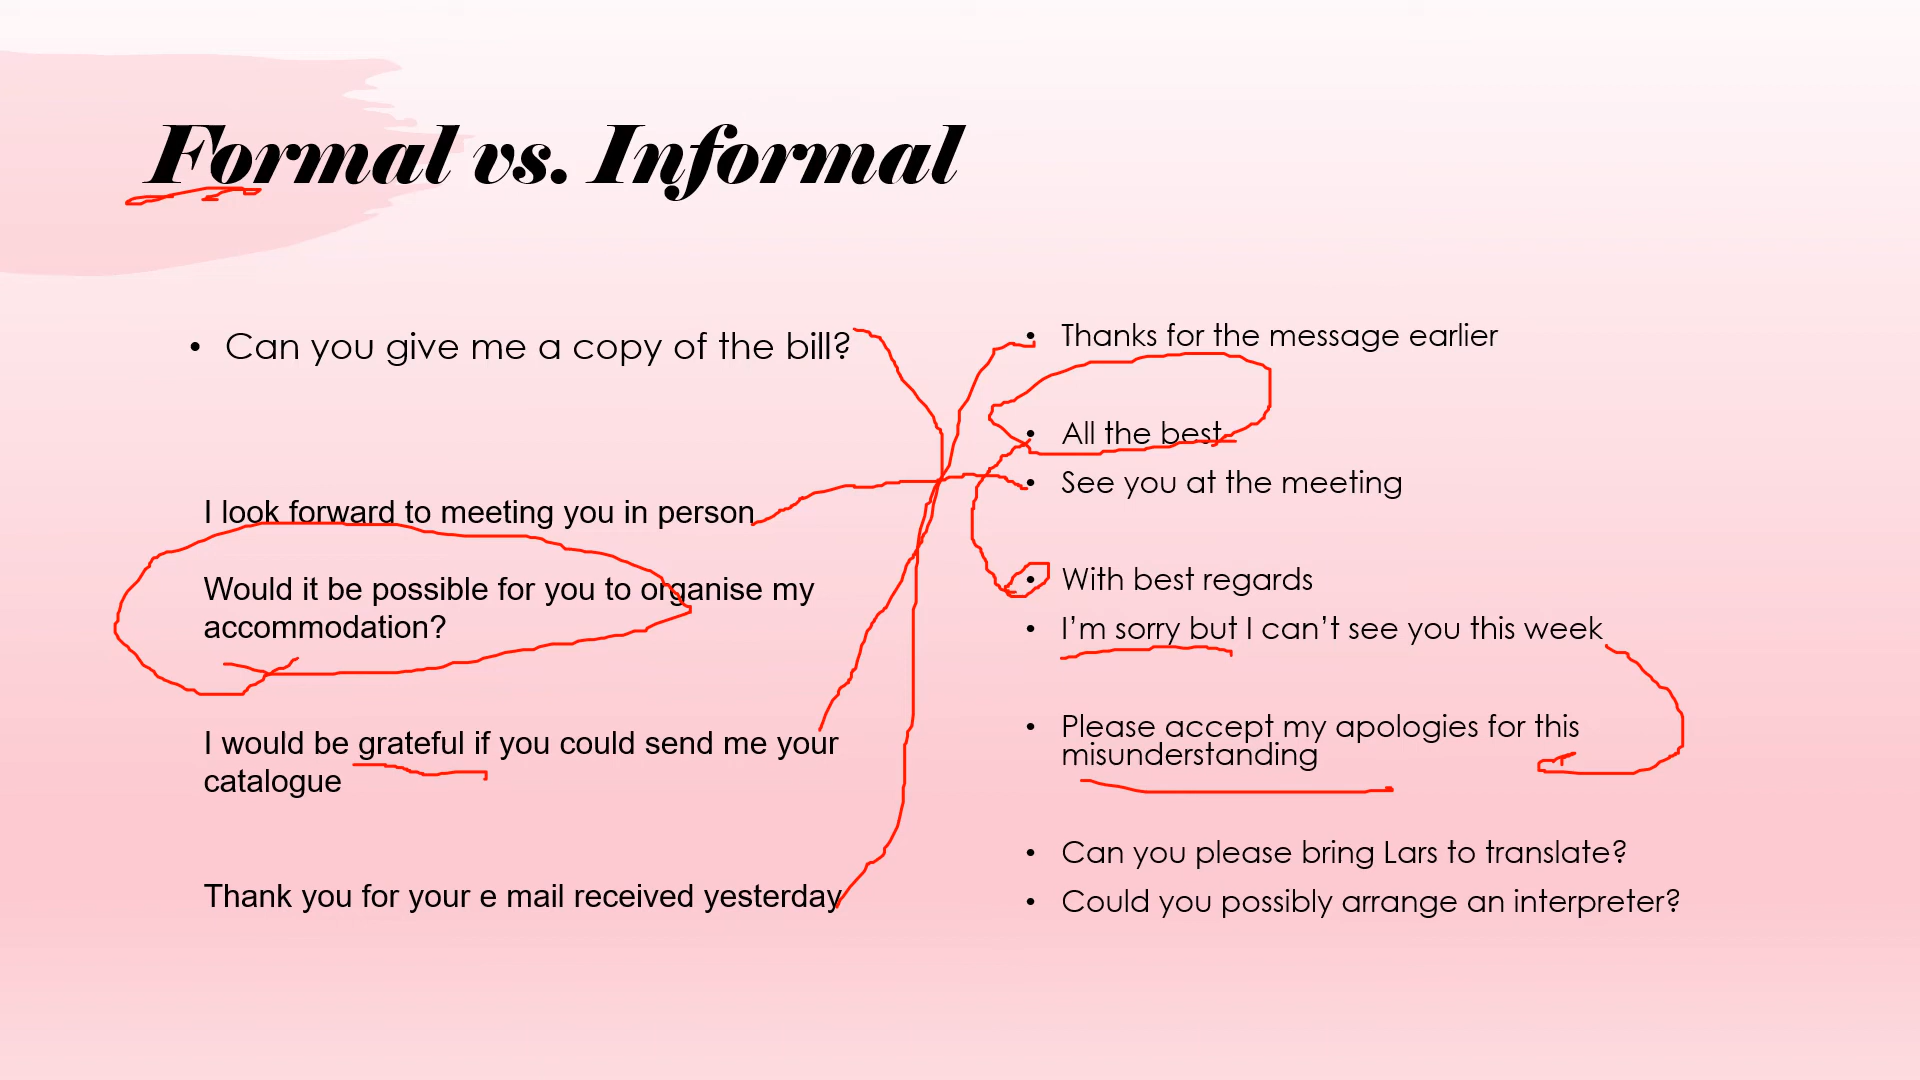 Formal vs. Informal
• Can you give me a copy of the bill?
I look forward to meeting you in person
Would it be possible for you to organise my
accommodation?
I would be grateful if you could send me your
catalogue
Thank you for your e mail received yesterday
• Thanks for the message earlier
• All the best
• See you at the meeting
• With best regards
• I’m sorry but I can’t see you this week
• Please accept my apologies for this
misunderstanding
• Can you please bring Lars to translate?
• Could you possibly arrange an interpreter?